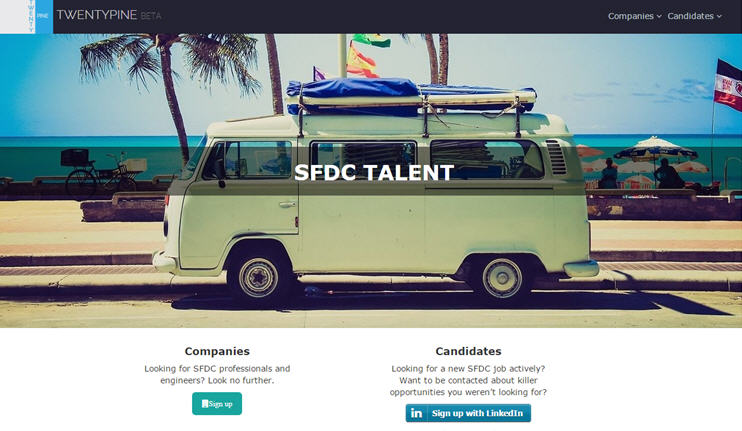 TWENTY
PINE
TWENTYPINE BETA
Companies
Candidates
SFDC TALENT
Companies
Looking for SFDC professionals and
engineers? Look no further.
Sign up
Candidates
Looking for a new SFDC job actively?
Want to be contacted about killer
opportunities you weren't looking for?
in Sign up with LinkedIn